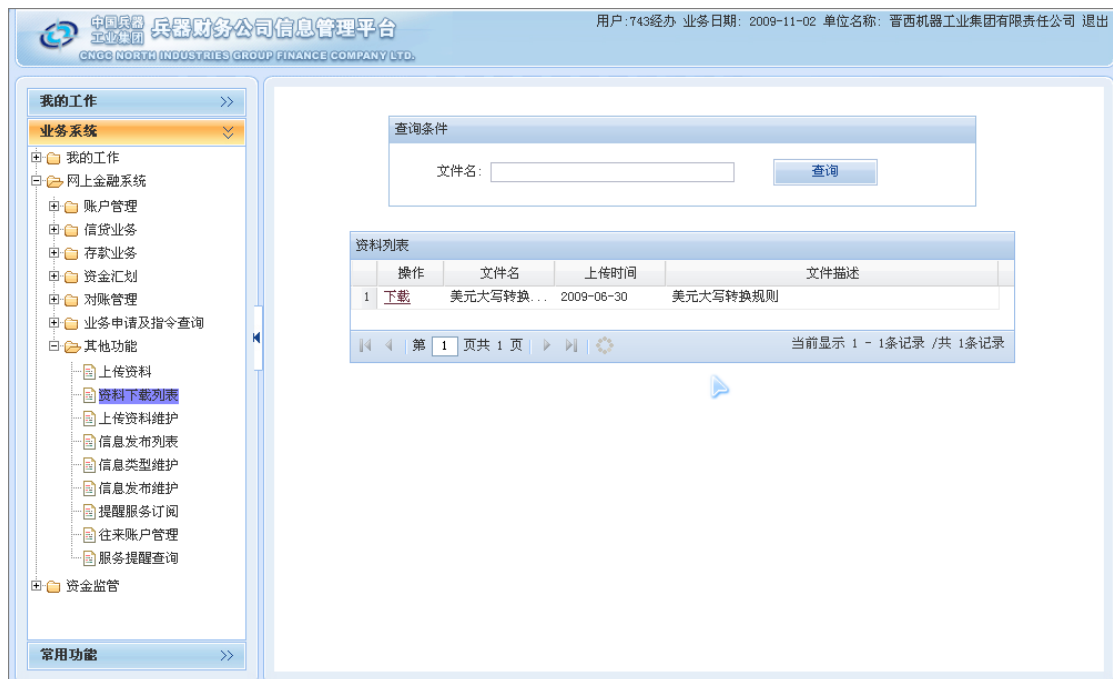 中国兵器
工业集团
兵器财务公司信息管理平台
CNGC NORTH INDUSTRIES GROUP FINANCE COMPANY LTD.
用户:743经办 业务日期: 2009-11-02 单位名称: 晋西机器工业集团有限责任公司 退出
我的工作
业务系统
我的工作
网上金融系统
账户管理
信贷业务
存款业务
资金汇划
对账管理
业务申请及指令查询
其他功能
上传资料
资料下载列表
上传资料维护
信息发布列表
信息类型维护
信息发布维护
提醒服务订阅
往来账户管理
服务提醒查询
资金监管
常用功能
查询条件
文件名: 查询
资料列表
操作 文件名 上传时间 文件描述
1 下载 美元大写转换... 2009-06-30 美元大写转换规则
第 1 页共 1 页 当前显示 1 - 1条记录 /共 1条记录